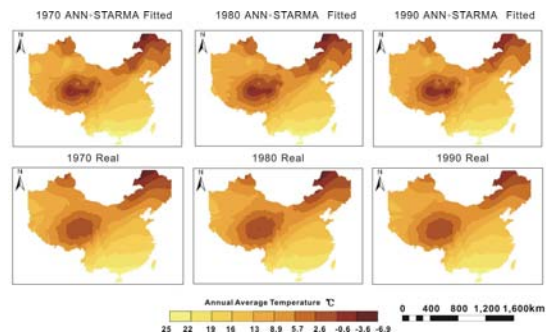 1970 ANN-STARMA Fitted
1980 ANN-STARMA Fitted
1990 ANN-STARMA Fitted
N
N
N
1970 Real
1980 Real
1990 Real
N
N
N
Annual Average Temperature ℃
25 22 19 16 13 8.9 5.7 2.6 -0.6 -3.6 -6.9
0 400 800 1,200 1,600km